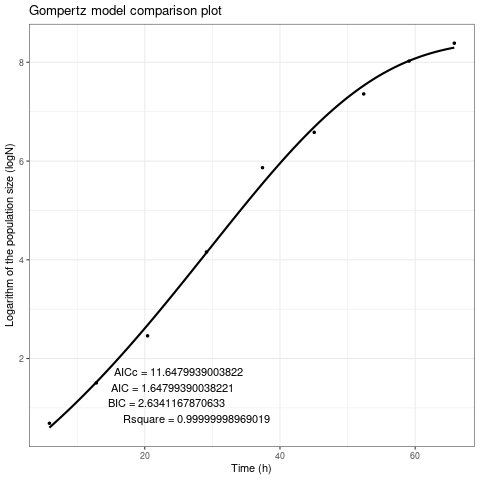 Gompertz model comparison plot
Logarithm of the population size (logN)
8
6
4
2
AICc = 11.6479939003822
AIC = 1.64799390038221
BIC = 2.6341167870633
Rsquare = 0.99999998969019
20
40
60
Time (h)